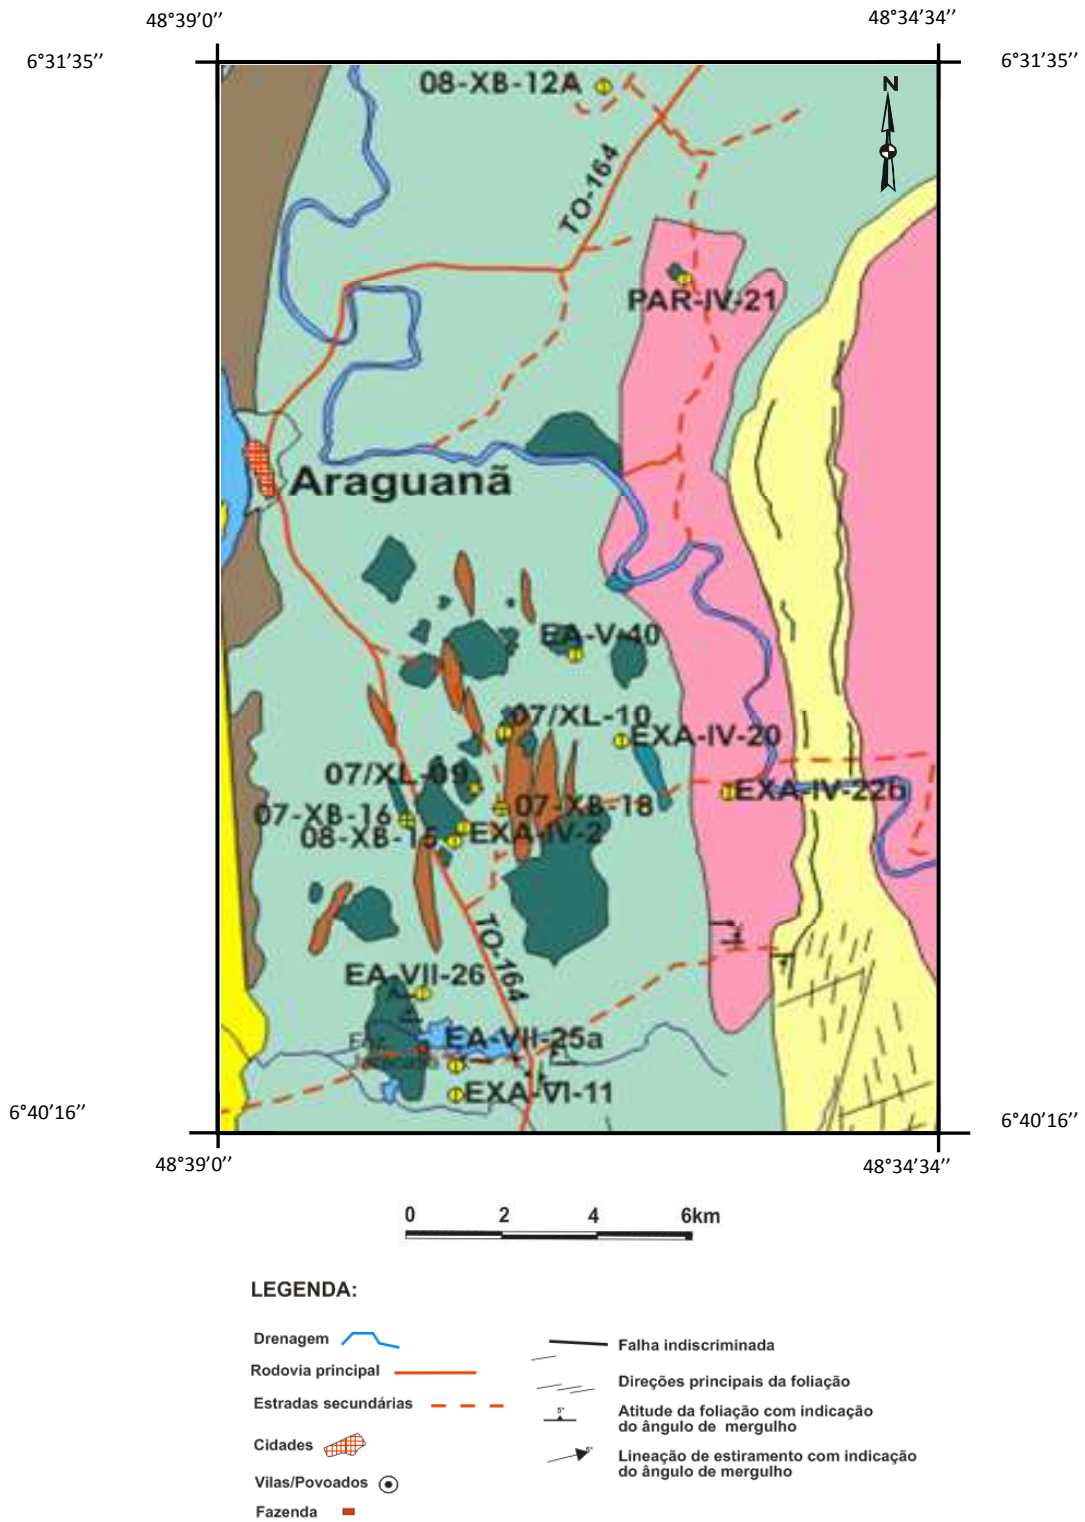 48°39'0''
48°34'34''
6°31'35''
6°31'35''
08-XB-12A
N
TO-164
PAR-IV-21
Araguanã
EA-V-40
07/XL-10
EXA-IV-20
07/XL-09
EXA-IV-22b
07-XB-16
07-XB-18
08-XB-15
EXA-IV-2
TO-164
EA-VII-26
EA-VII-25a
EXA-VI-11
6°40'16''
6°40'16''
48°39'0''
48°34'34''
0 2 4 6km
LEGENDA:
Drenagem
Rodovia principal
Estradas secundárias
Cidades
Vilas/Povoados
Fazenda
Falha indiscriminada
Direções principais da foliação
5°
Atitude da foliação com indicação
do ângulo de mergulho
5°
Lineação de estiramento com indicação
do ângulo de mergulho